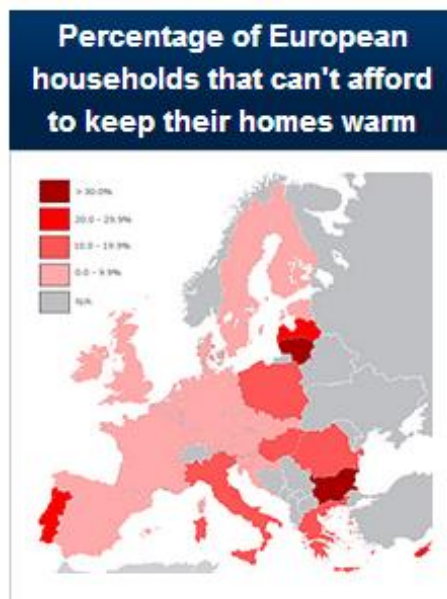 Percentage of European
households that can't afford
to keep their homes warm
> 30.0%
20.0 - 29.9%
10.0 - 19.9%
0.0 - 9.9%
N/A